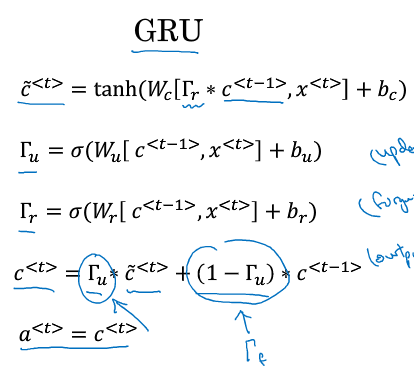 GRU
c̃^{<t>} = tanh(W_c[Γ_r * c^{<t−1>}, x^{<t>}] + b_c)
Γ_u = σ(W_u[ c^{<t−1>}, x^{<t>}] + b_u)
Γ_r = σ(W_r[ c^{<t−1>}, x^{<t>}] + b_r)
c^{<t>} = Γ_u * c̃^{<t>} + (1 − Γ_u) * c^{<t−1>}
a^{<t>} = c^{<t>}
Γ_f